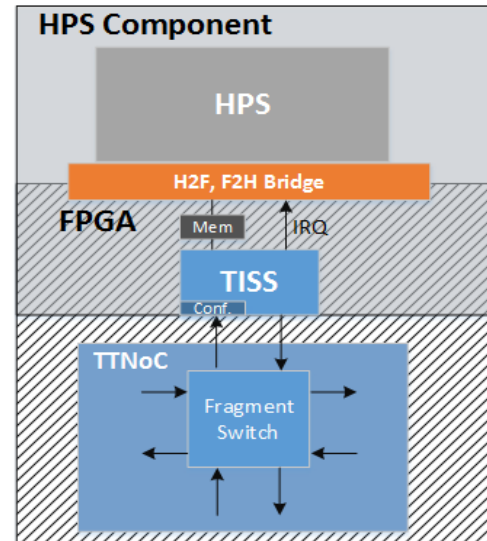 HPS Component
HPS
H2F, F2H Bridge
FPGA
Mem
IRQ
TISS
Conf.
TTNoC
Fragment
Switch